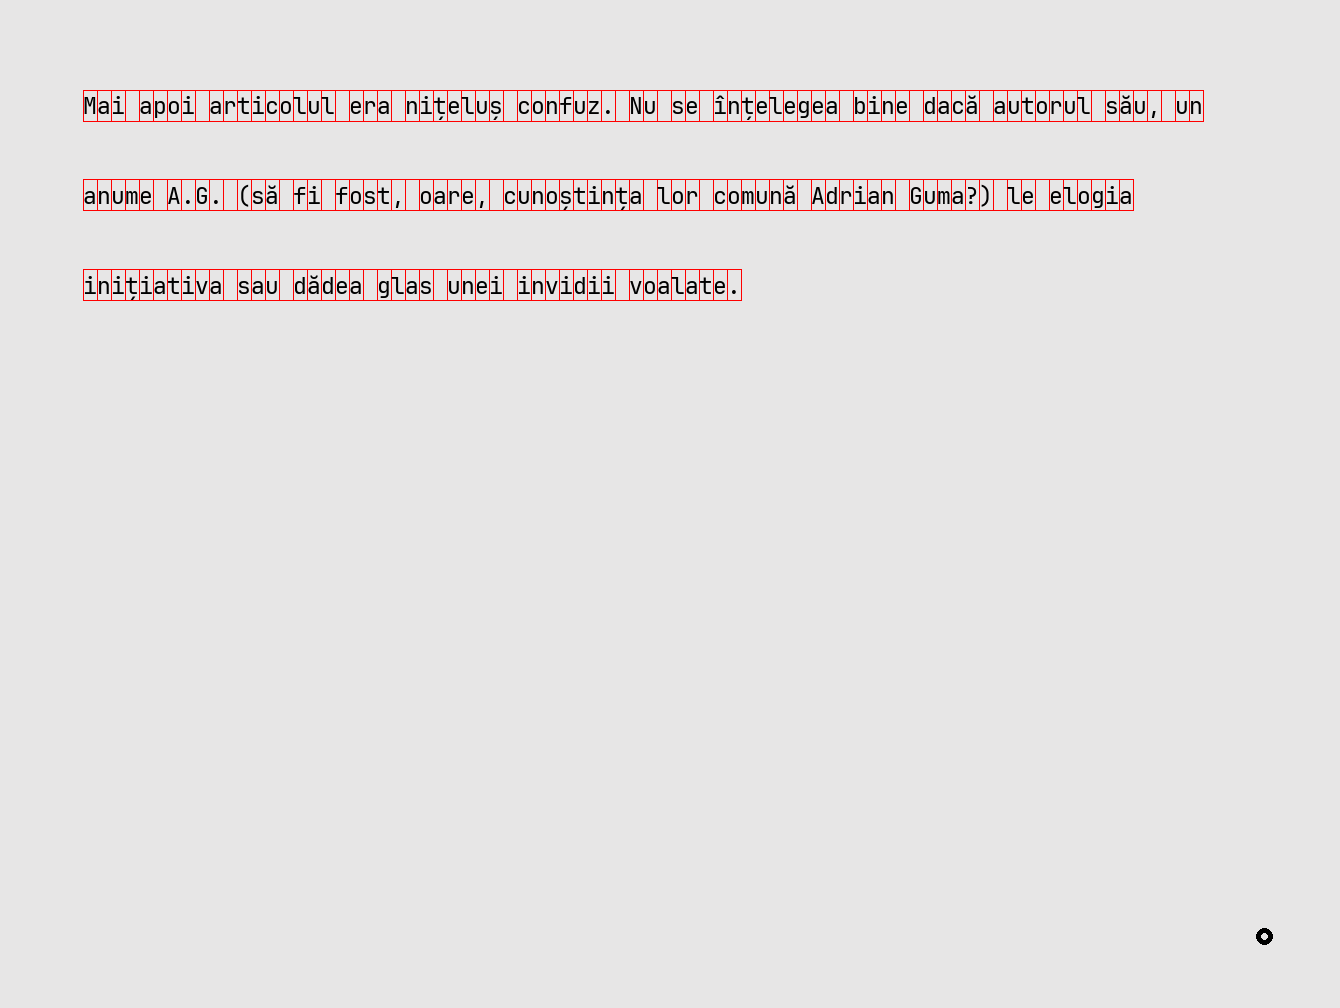 Mai apoi articolul era nițeluș confuz. Nu se înțelegea bine dacă autorul său, un
anume A.G. (să fi fost, oare, cunoștința lor comună Adrian Guma?) le elogia
inițiativa sau dădea glas unei invidii voalate.